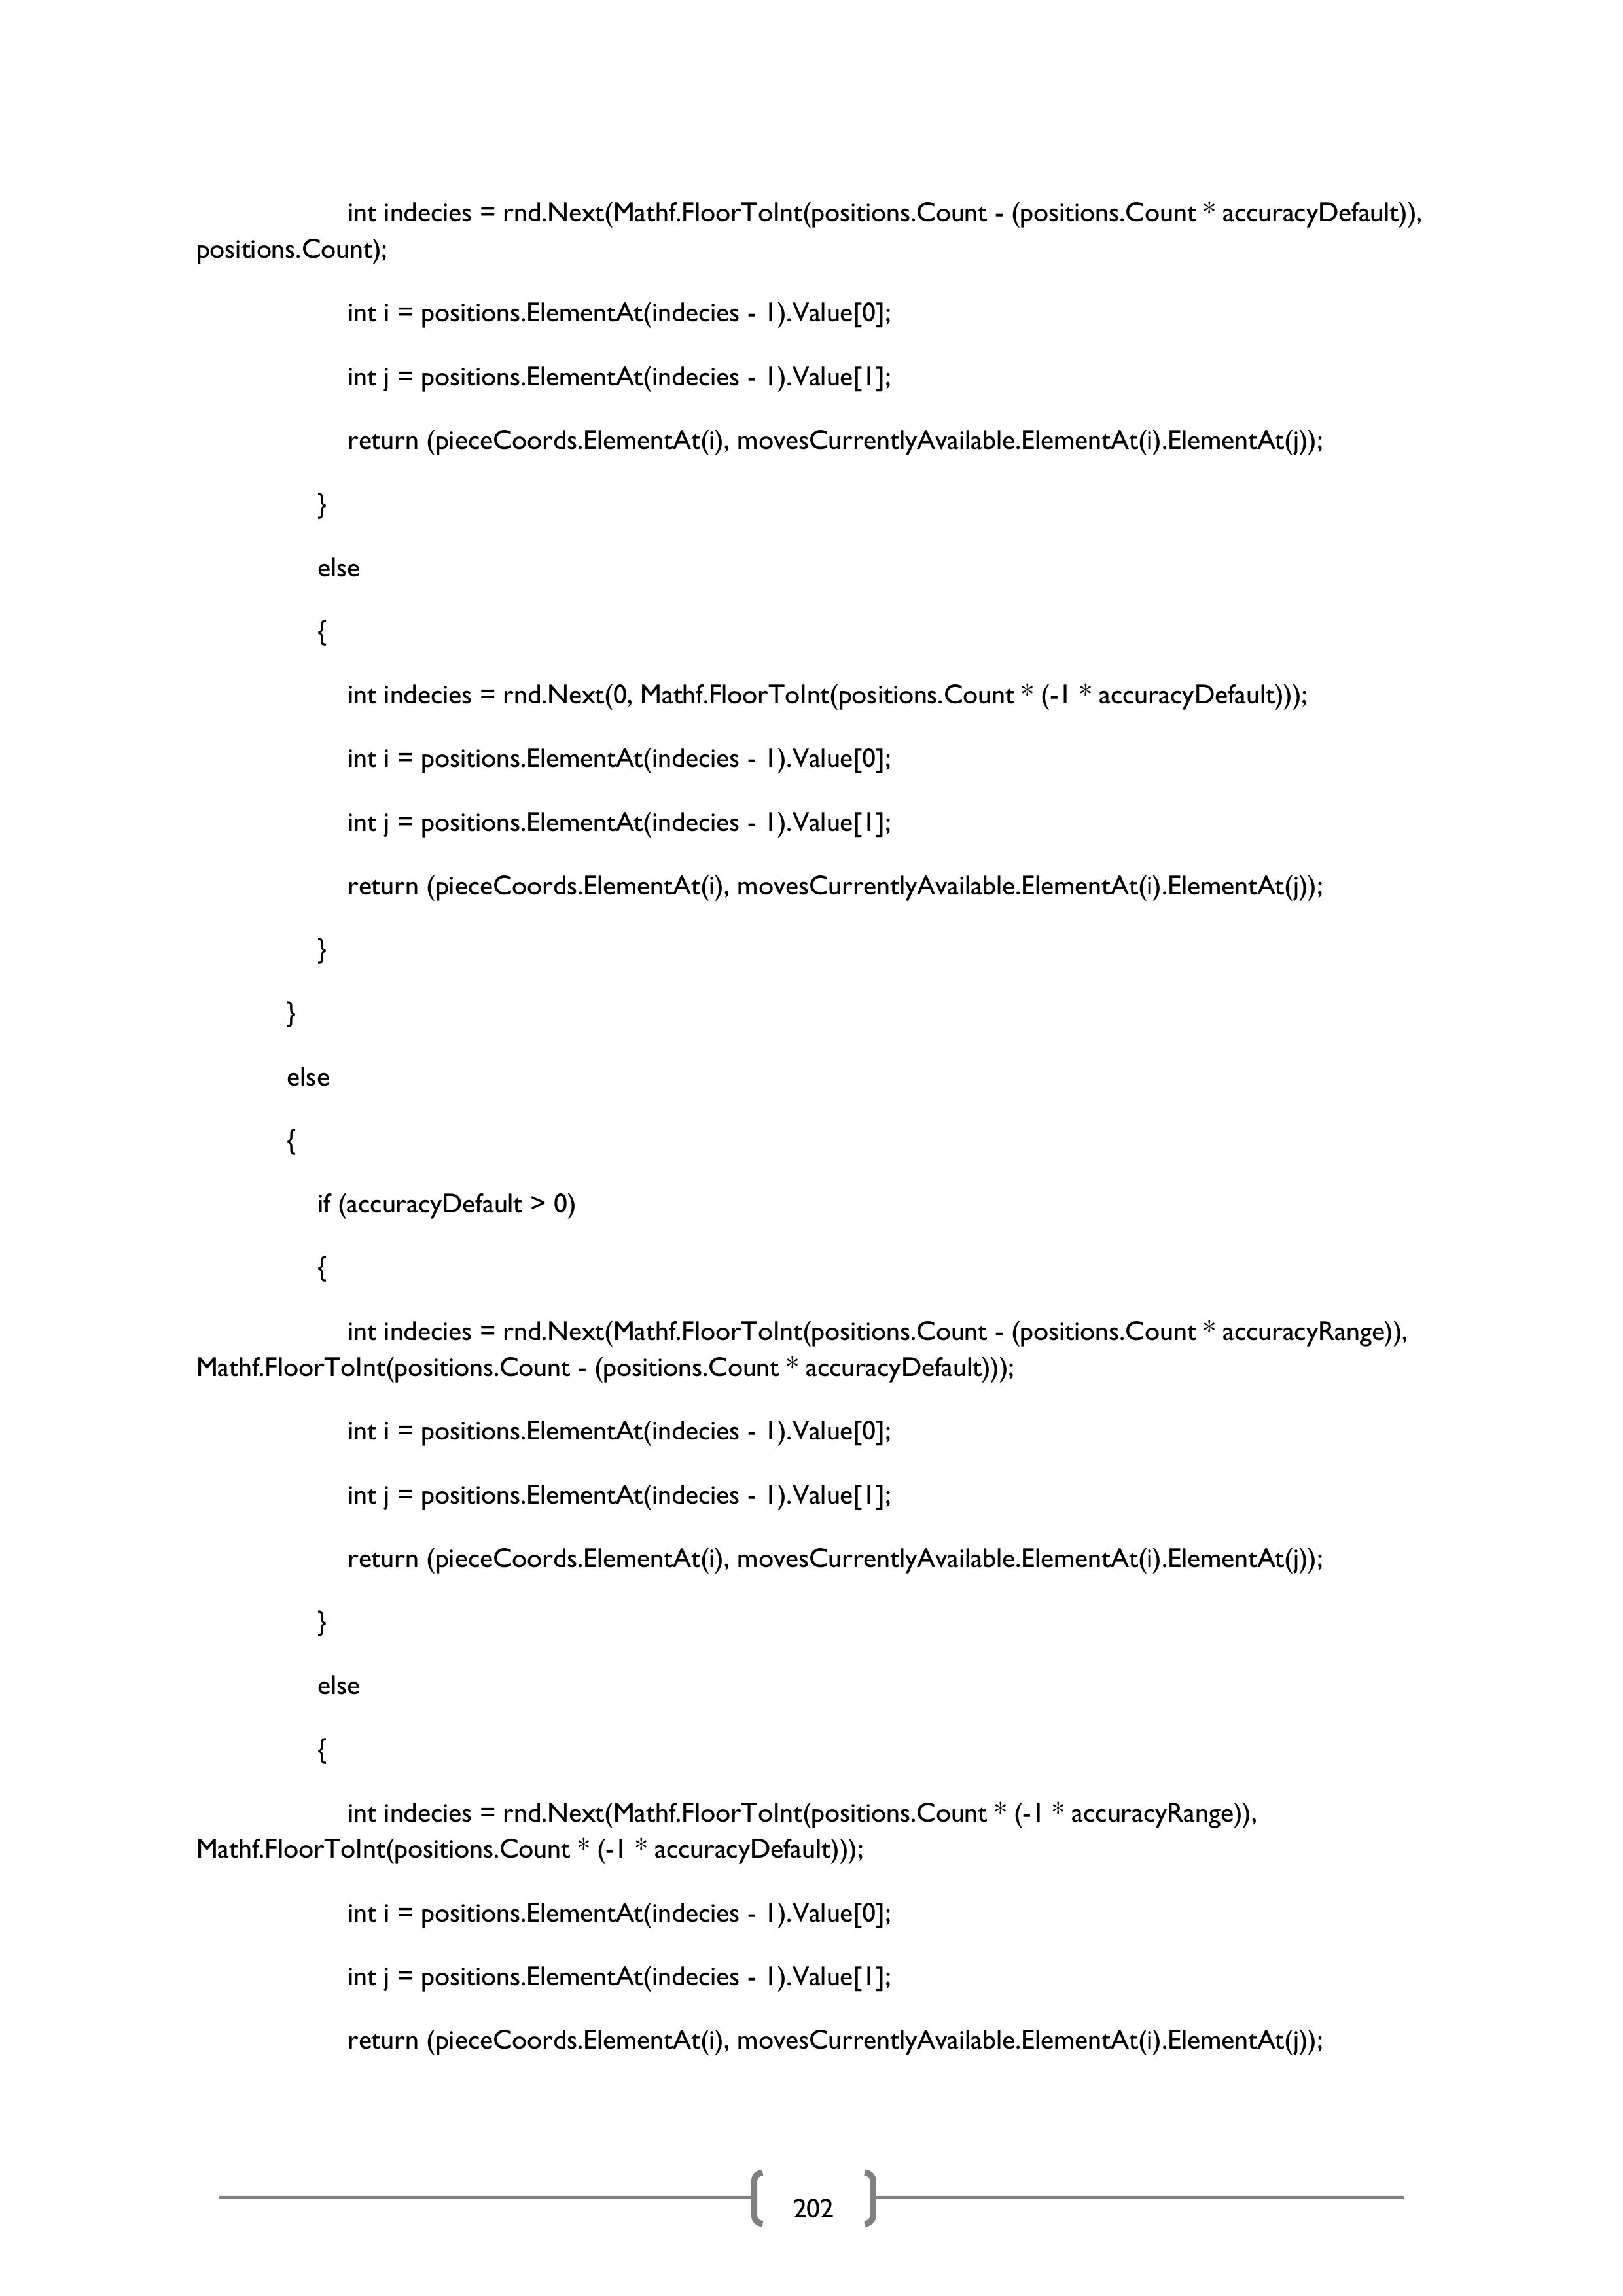 int indecies = rnd.Next(Mathf.FloorToInt(positions.Count - (positions.Count * accuracyDefault)),
positions.Count);
int i = positions.ElementAt(indecies - 1).Value[0];
int j = positions.ElementAt(indecies - 1).Value[1];
return (pieceCoords.ElementAt(i), movesCurrentlyAvailable.ElementAt(i).ElementAt(j));
}
else
{
int indecies = rnd.Next(0, Mathf.FloorToInt(positions.Count * (-1 * accuracyDefault)));
int i = positions.ElementAt(indecies - 1).Value[0];
int j = positions.ElementAt(indecies - 1).Value[1];
return (pieceCoords.ElementAt(i), movesCurrentlyAvailable.ElementAt(i).ElementAt(j));
}
}
else
{
if (accuracyDefault > 0)
{
int indecies = rnd.Next(Mathf.FloorToInt(positions.Count - (positions.Count * accuracyRange)),
Mathf.FloorToInt(positions.Count - (positions.Count * accuracyDefault)));
int i = positions.ElementAt(indecies - 1).Value[0];
int j = positions.ElementAt(indecies - 1).Value[1];
return (pieceCoords.ElementAt(i), movesCurrentlyAvailable.ElementAt(i).ElementAt(j));
}
else
{
int indecies = rnd.Next(Mathf.FloorToInt(positions.Count * (-1 * accuracyRange)),
Mathf.FloorToInt(positions.Count * (-1 * accuracyDefault)));
int i = positions.ElementAt(indecies - 1).Value[0];
int j = positions.ElementAt(indecies - 1).Value[1];
return (pieceCoords.ElementAt(i), movesCurrentlyAvailable.ElementAt(i).ElementAt(j));
202